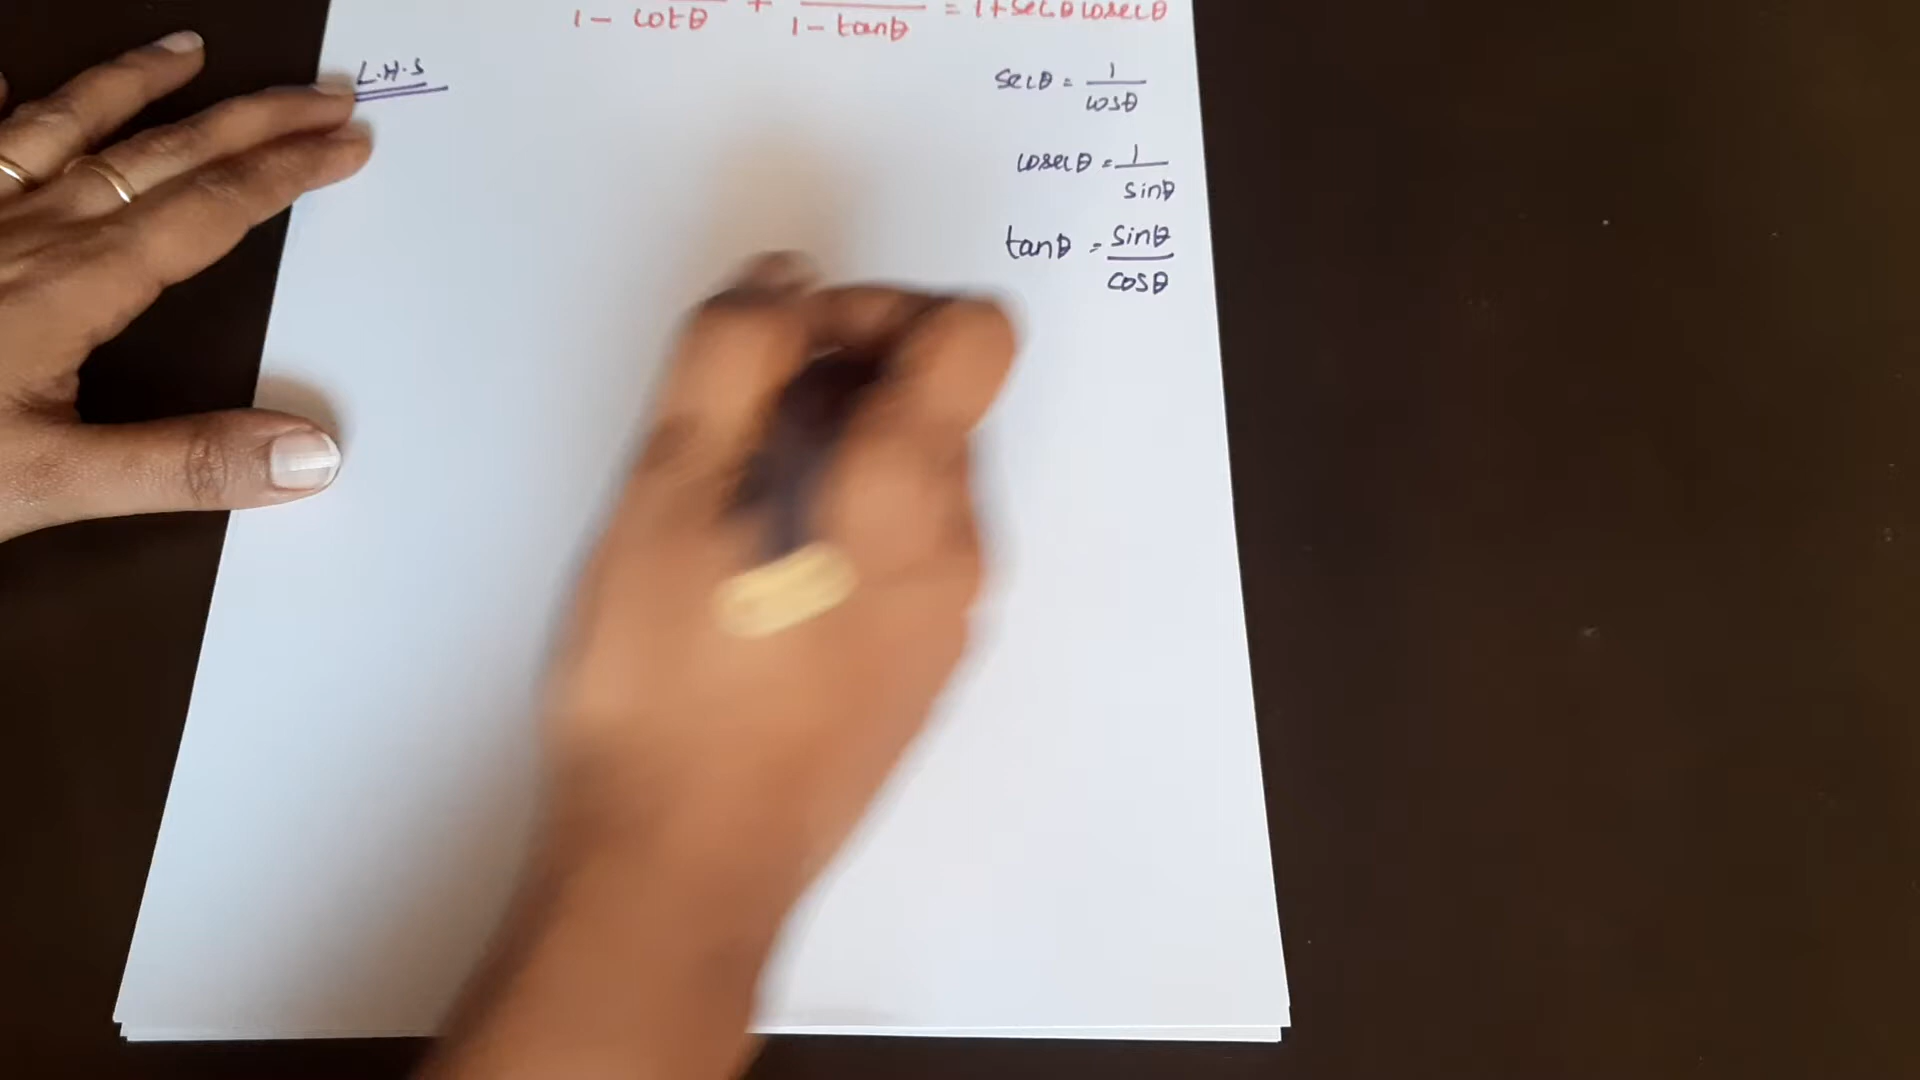 1 - cotθ + 1 - tanθ = 1 + secθ cosecθ
L.H.S
secθ = 1
cosθ
cosecθ = 1
sinθ
tanθ = sinθ
cosθ